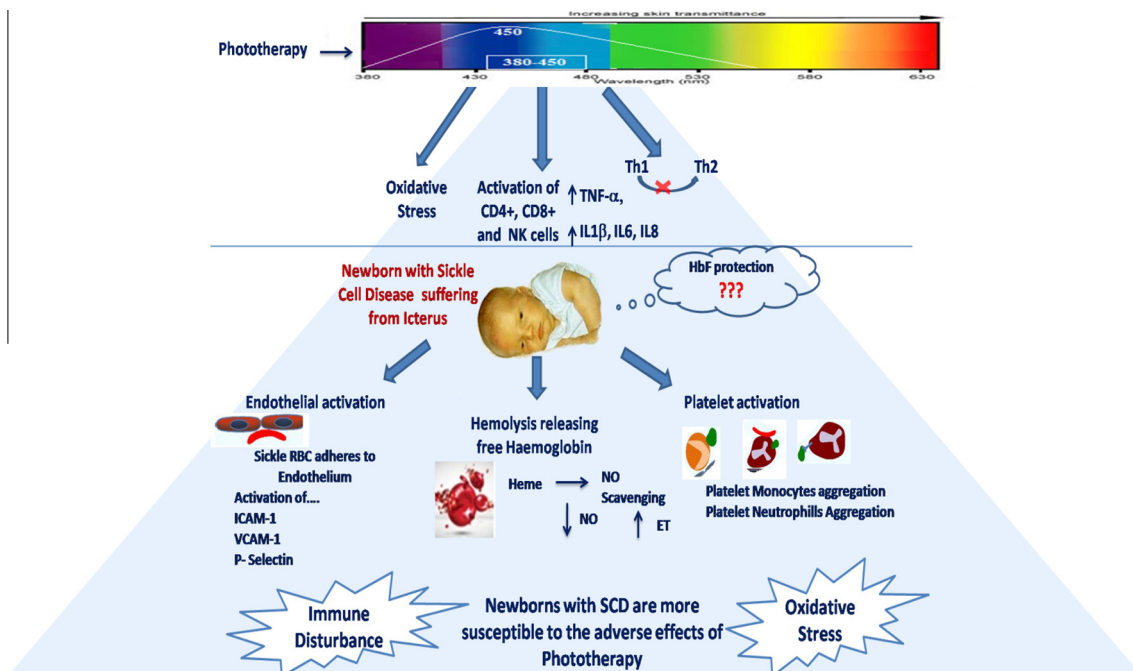 Increasing skin transmittance
Phototherapy
450
380-450
380 430 480 530 580 630
Wavelength (nm)
Oxidative
Stress
Activation of
CD4+, CD8+
and NK cells
↑ TNF-α,
↑ IL1β, IL6, IL8
Th1 Th2
Newborn with Sickle
Cell Disease suffering
from Icterus
HbF protection
???
Endothelial activation
Sickle RBC adheres to
Endothelium
Activation of....
ICAM-1
VCAM-1
P- Selectin
Hemolysis releasing
free Haemoglobin
Heme → NO
Scavenging
↓ NO ↑ ET
Platelet activation
Platelet Monocytes aggregation
Platelet Neutrophills Aggregation
Immune
Disturbance
Newborns with SCD are more
susceptible to the adverse effects of
Phototherapy
Oxidative
Stress